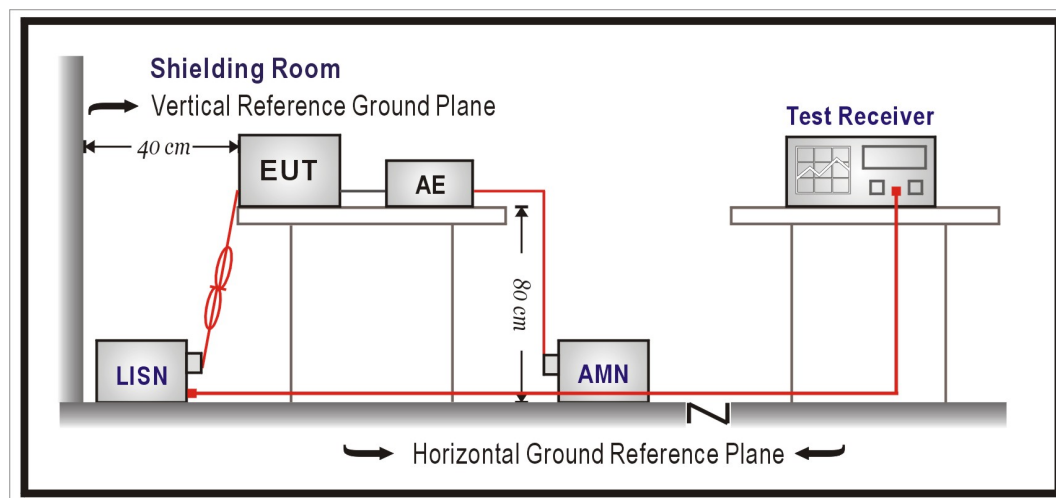 Shielding Room
Vertical Reference Ground Plane
Test Receiver
40 cm
EUT
AE
80 cm
LISN
AMN
Horizontal Ground Reference Plane